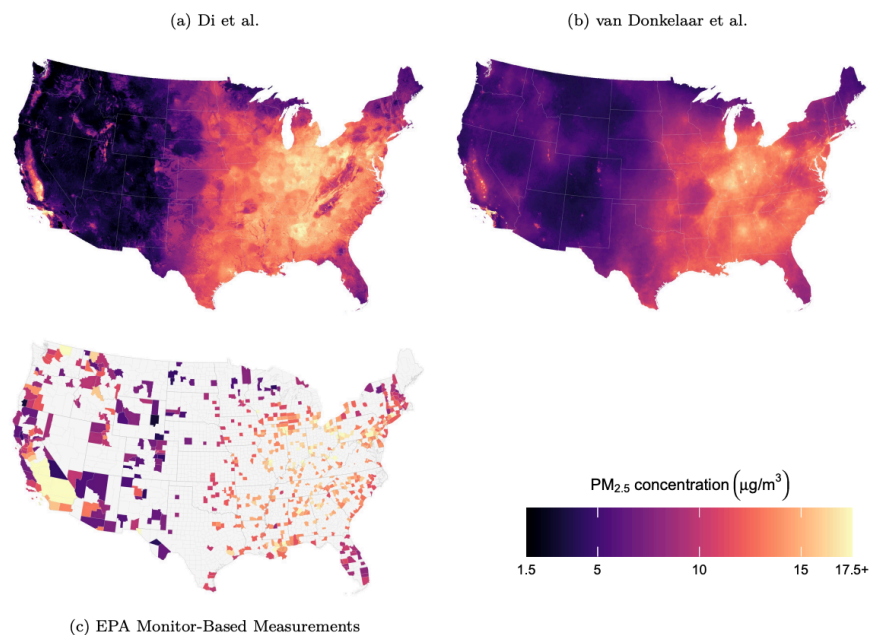 (a) Di et al.
(b) van Donkelaar et al.
PM2.5 concentration (μg/m³)
1.5 5 10 15 17.5+
(c) EPA Monitor-Based Measurements